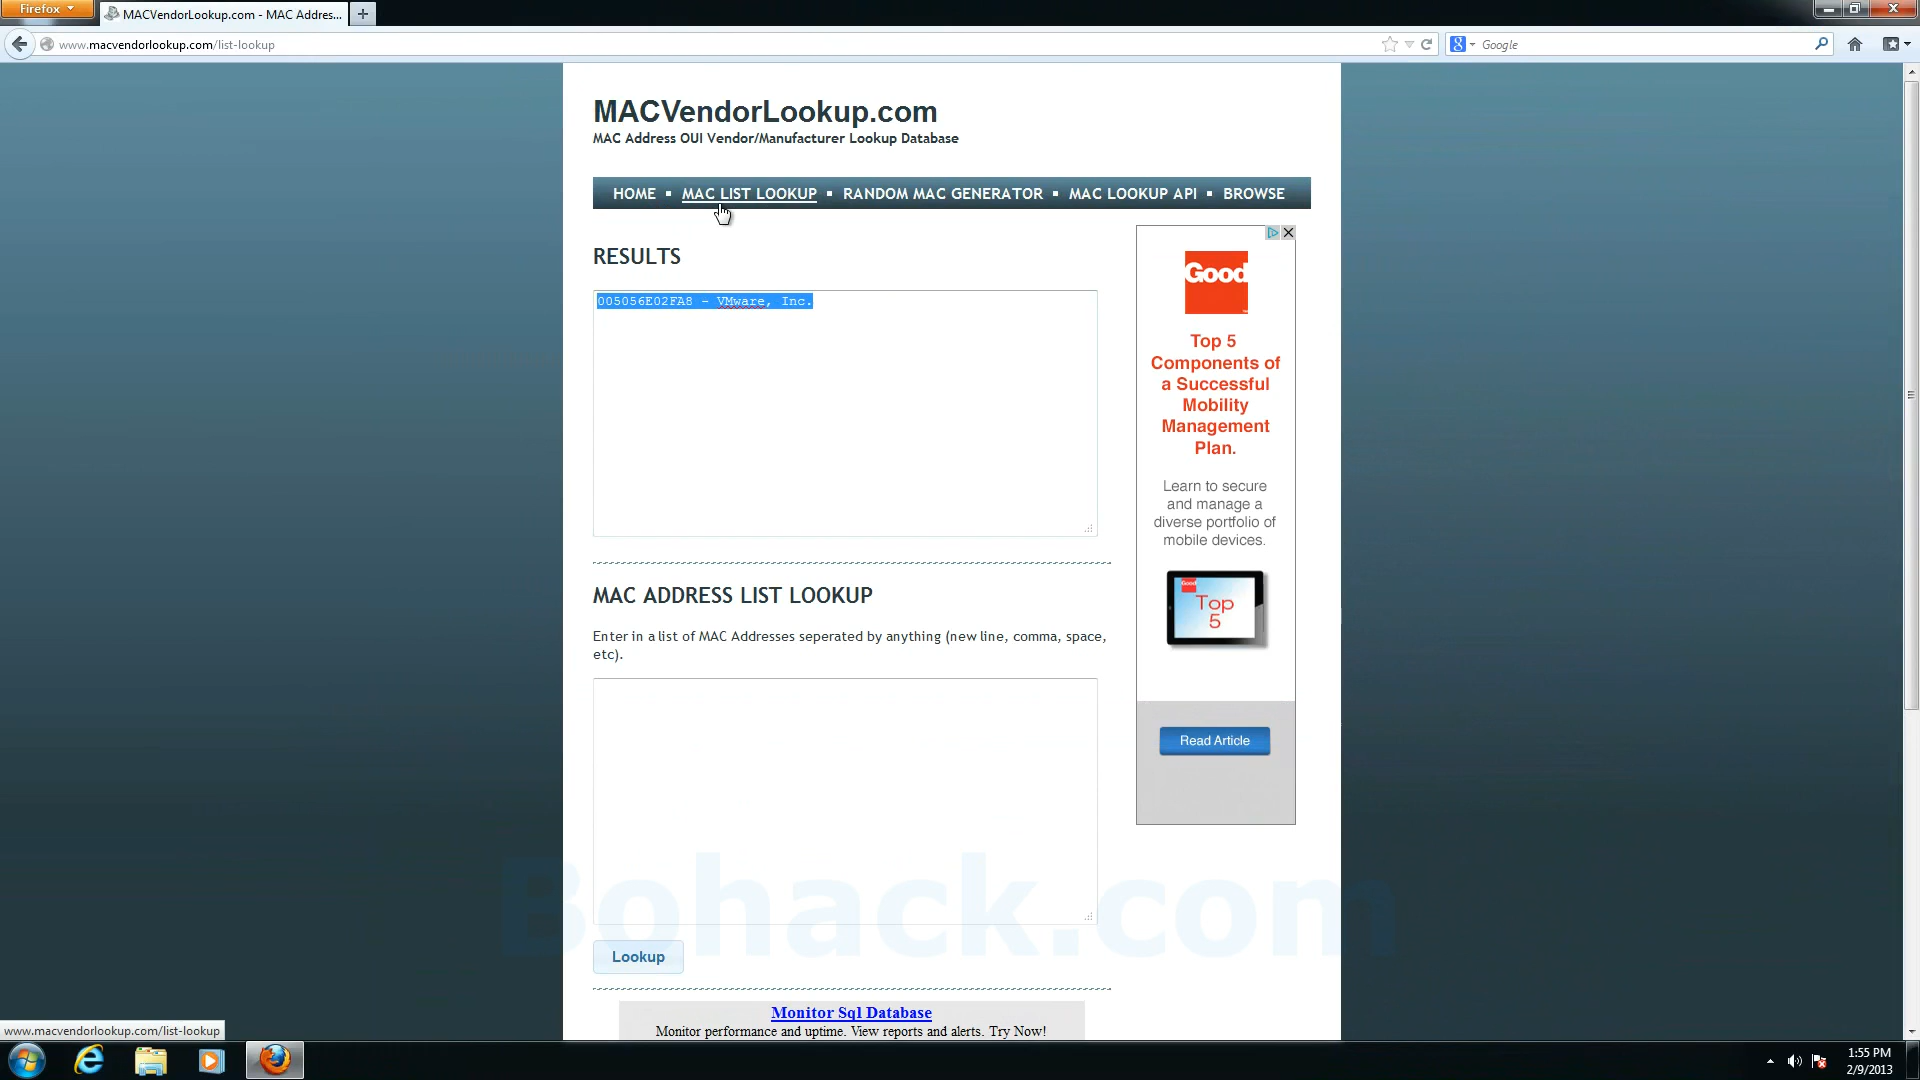 Firefox
MACVendorLookup.com - MAC Addres...
www.macvendorlookup.com/list-lookup
Google
MACVendorLookup.com
MAC Address OUI Vendor/Manufacturer Lookup Database
HOME MAC LIST LOOKUP RANDOM MAC GENERATOR MAC LOOKUP API BROWSE
RESULTS
005056E02FA8 - VMware, Inc.
Good
Top 5
Components of
a Successful
Mobility
Management
Plan.
Learn to secure
and manage a
diverse portfolio of
mobile devices.
Good
Top
5
Read Article
MAC ADDRESS LIST LOOKUP
Enter in a list of MAC Addresses seperated by anything (new line, comma, space,
etc).
Bohack.com
Lookup
Monitor Sql Database
Monitor performance and uptime. View reports and alerts. Try Now!
www.macvendorlookup.com/list-lookup
1:55 PM
2/9/2013